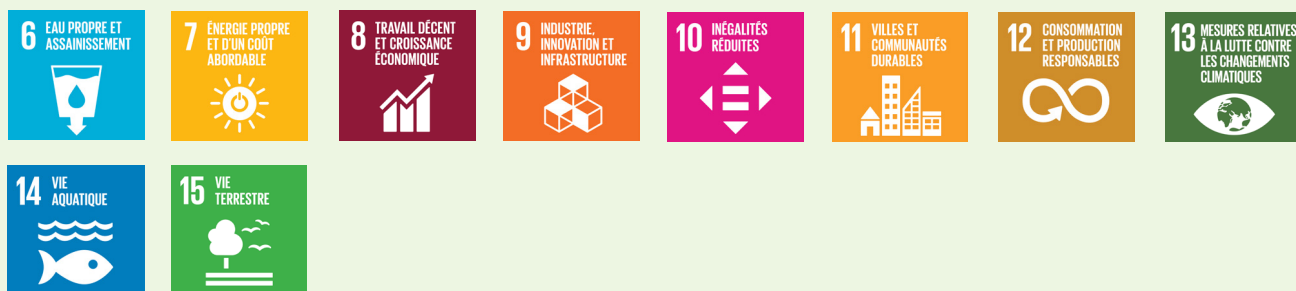 6 EAU PROPRE ET
ASSAINISSEMENT
7 ÉNERGIE PROPRE
ET D'UN COÛT
ABORDABLE
8 TRAVAIL DÉCENT
ET CROISSANCE
ÉCONOMIQUE
9 INDUSTRIE,
INNOVATION ET
INFRASTRUCTURE
10 INÉGALITÉS
RÉDUITES
11 VILLES ET
COMMUNAUTÉS
DURABLES
12 CONSOMMATION
ET PRODUCTION
RESPONSABLES
13 MESURES RELATIVES
À LA LUTTE CONTRE
LES CHANGEMENTS
CLIMATIQUES
14 VIE
AQUATIQUE
15 VIE
TERRESTRE